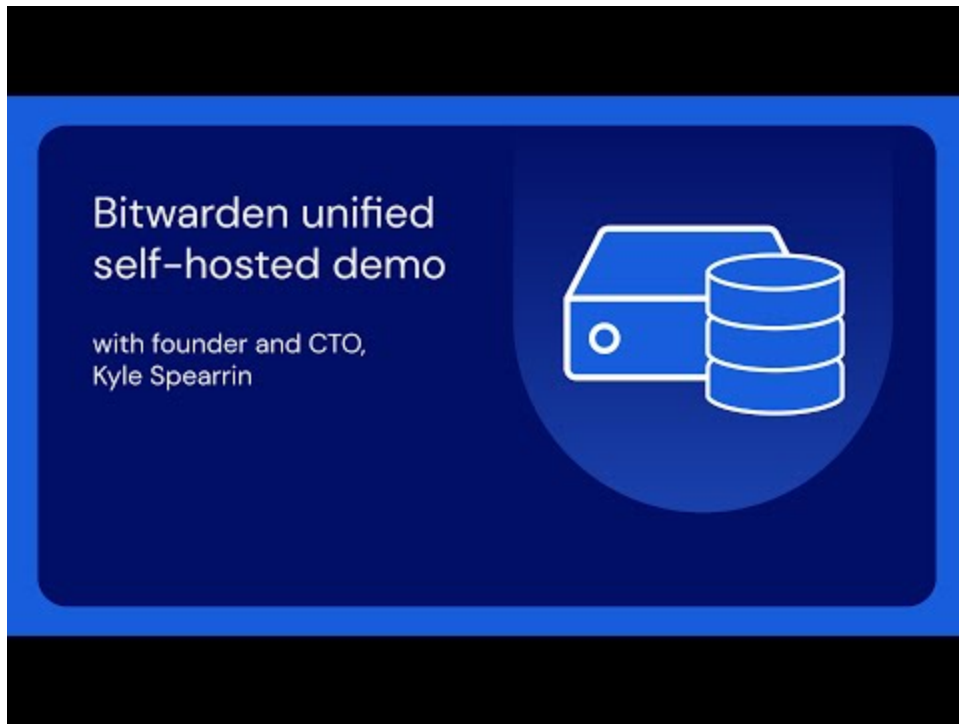 Bitwarden unified
self-hosted demo
with founder and CTO,
Kyle Spearrin